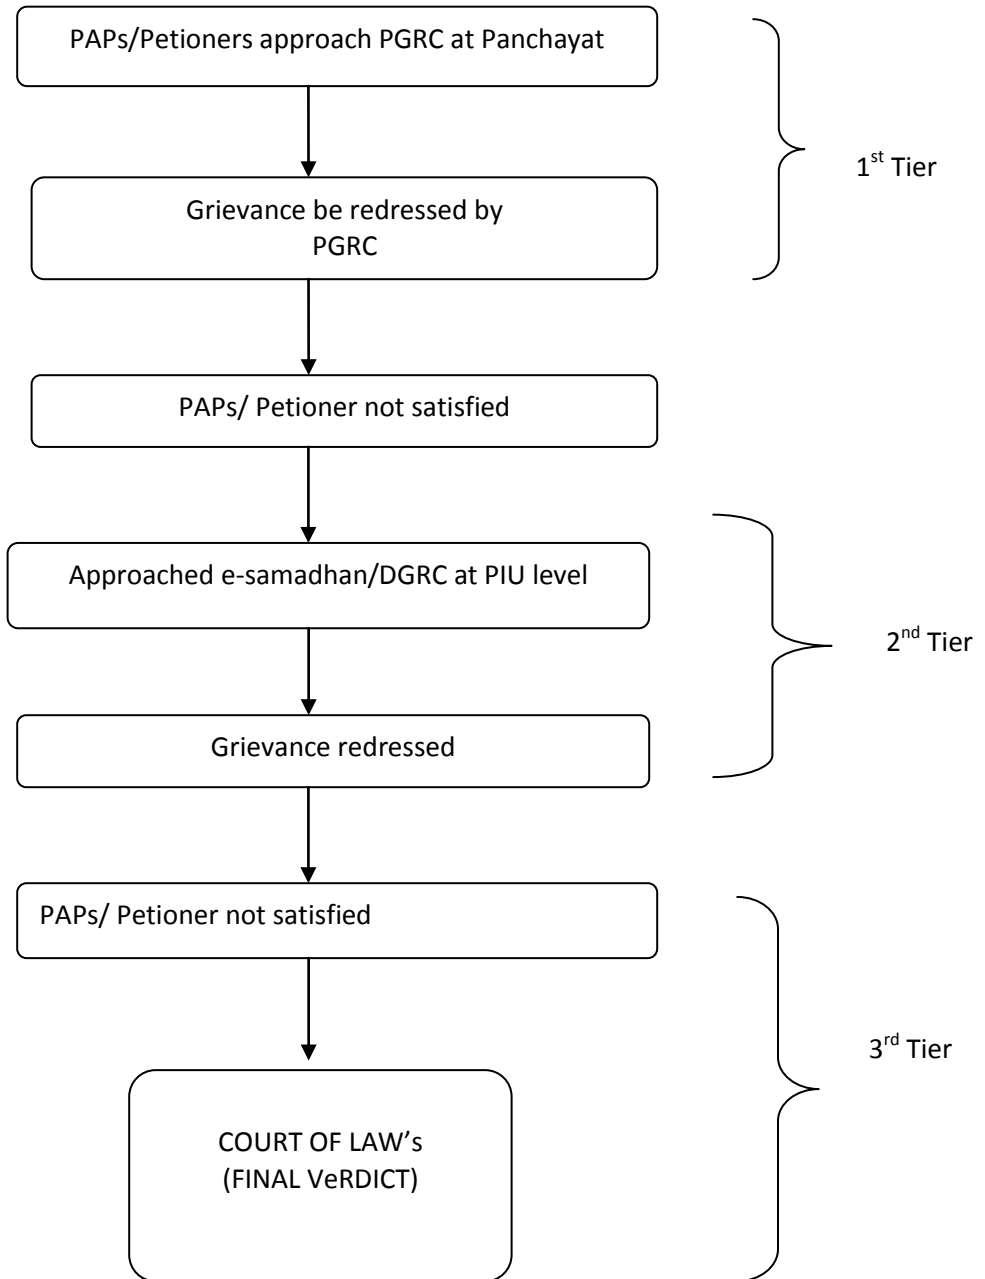 PAPs/Petioners approach PGRC at Panchayat
1st Tier
Grievance be redressed by
PGRC
PAPs/ Petioner not satisfied
Approached e-samadhan/DGRC at PIU level
2nd Tier
Grievance redressed
PAPs/ Petioner not satisfied
3rd Tier
COURT OF LAW’s
(FINAL VeRDICT)